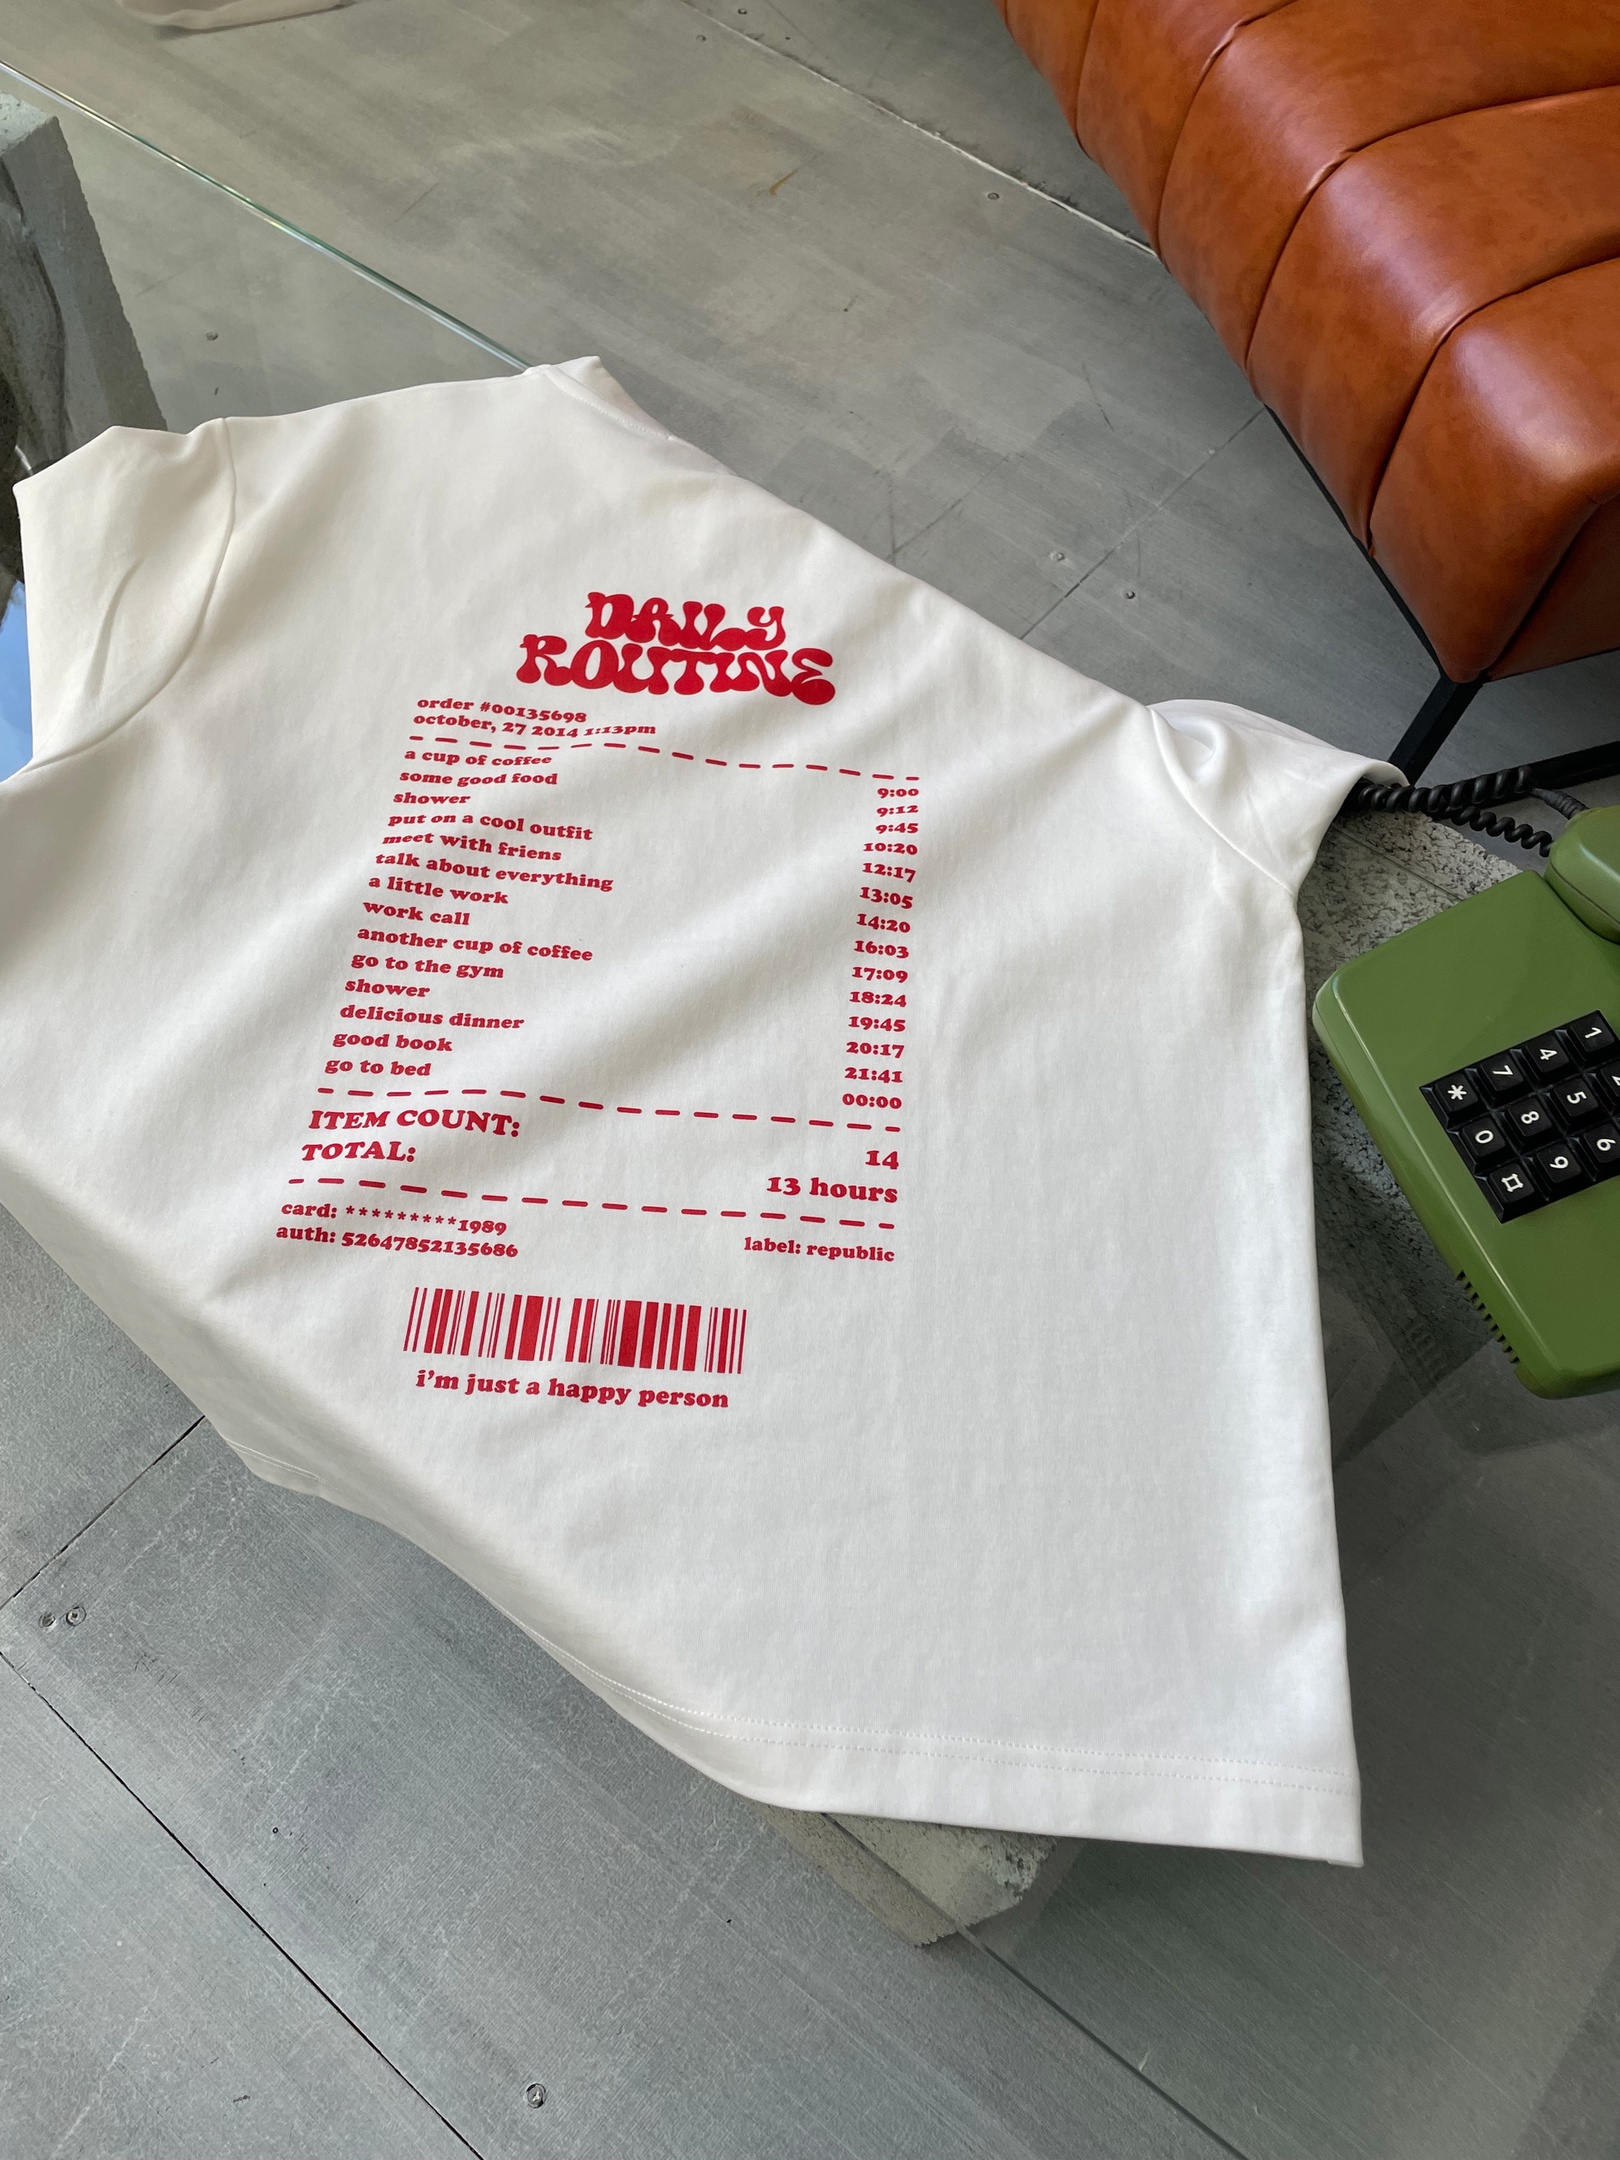 DAILY
ROUTINE
order #00135698
october, 27 2014 1:13pm
a cup of coffee 9:00
some good food 9:12
shower 9:45
put on a cool outfit 10:20
meet with friens 12:17
talk about everything 13:05
a little work 14:20
work call 16:03
another cup of coffee 17:09
go to the gym 18:24
shower 19:45
delicious dinner 20:17
good book 21:41
go to bed 00:00
ITEM COUNT: 14
TOTAL: 13 hours
card: *********1989
auth: 52647852135686 label: republic
i'm just a happy person
1
4
7
*
5
8
0
6
9